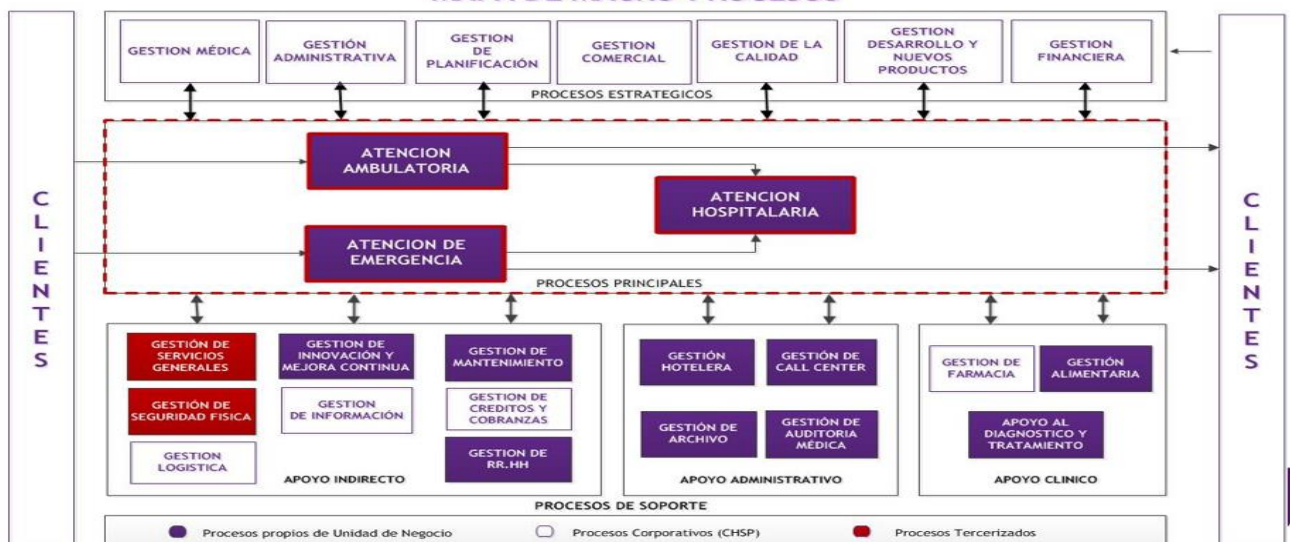 GESTION MÉDICA
GESTIÓN
ADMINISTRATIVA
GESTION
DE
PLANIFICACIÓN
GESTION
COMERCIAL
GESTION DE LA
CALIDAD
GESTION
DESARROLLO Y
NUEVOS
PRODUCTOS
GESTION
FINANCIERA
PROCESOS ESTRATEGICOS
CLIENTES
ATENCION
AMBULATORIA
ATENCION
HOSPITALARIA
ATENCION DE
EMERGENCIA
PROCESOS PRINCIPALES
CLIENTES
GESTIÓN DE
SERVICIOS
GENERALES
GESTION DE
INNOVACIÓN Y
MEJORA CONTINUA
GESTION DE
MANTENIMIENTO
GESTIÓN DE
SEGURIDAD FISICA
GESTION
DE INFORMACIÓN
GESTION DE
CREDITOS Y
COBRANZAS
GESTION
LOGISTICA
GESTION DE
RR.HH
APOYO INDIRECTO
GESTIÓN
HOTELERA
GESTIÓN DE
CALL CENTER
GESTIÓN DE
ARCHIVO
GESTIÓN DE
AUDITORIA
MÉDICA
APOYO ADMINISTRATIVO
GESTION DE
FARMACIA
GESTIÓN
ALIMENTARIA
APOYO AL
DIAGNOSTICO Y
TRATAMIENTO
APOYO CLINICO
PROCESOS DE SOPORTE
Procesos propios de Unidad de Negocio
Procesos Corporativos (CHSP)
Procesos Tercerizados